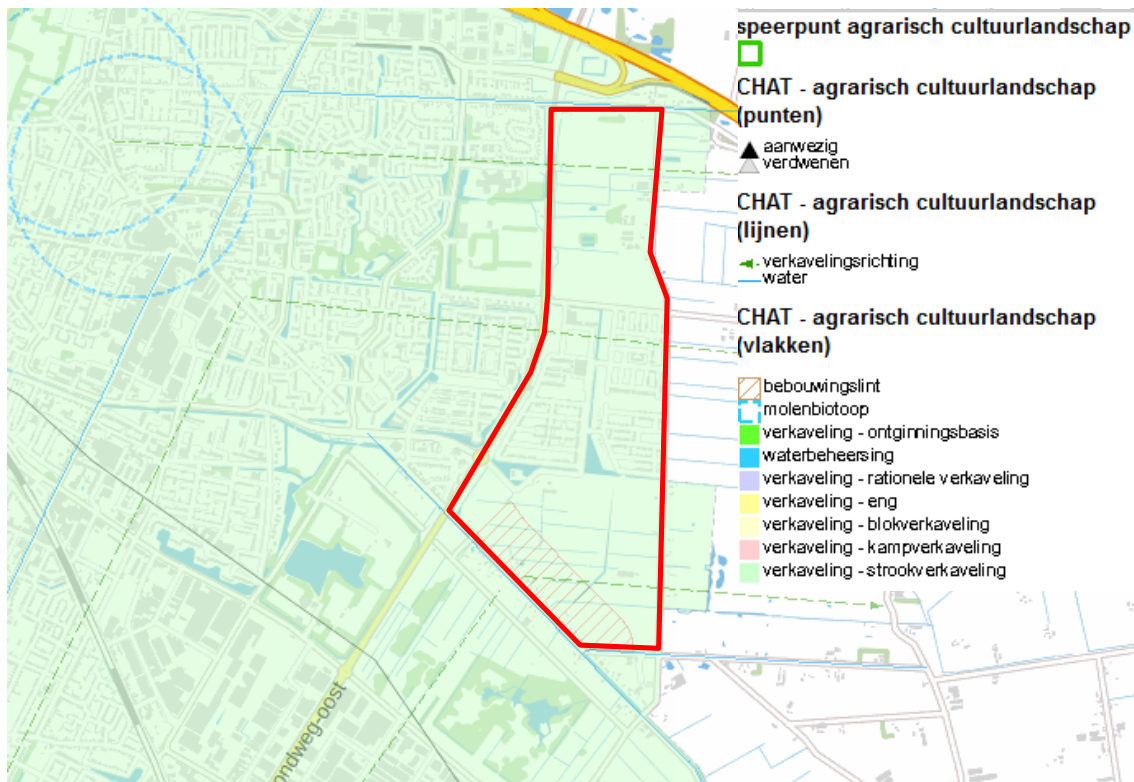 speerpunt agrarisch cultuurlandschap
CHAT - agrarisch cultuurlandschap
(punten)
aanwezig
verdwenen
CHAT - agrarisch cultuurlandschap
(lijnen)
verkavelingsrichting
water
CHAT - agrarisch cultuurlandschap
(vlakken)
bebouwingslint
molenbiotoop
verkaveling - ontginningsbasis
waterbeheersing
verkaveling - rationele verkaveling
verkaveling - eng
verkaveling - blokverkaveling
verkaveling - kampverkaveling
verkaveling - strookverkaveling
ondweg-oost